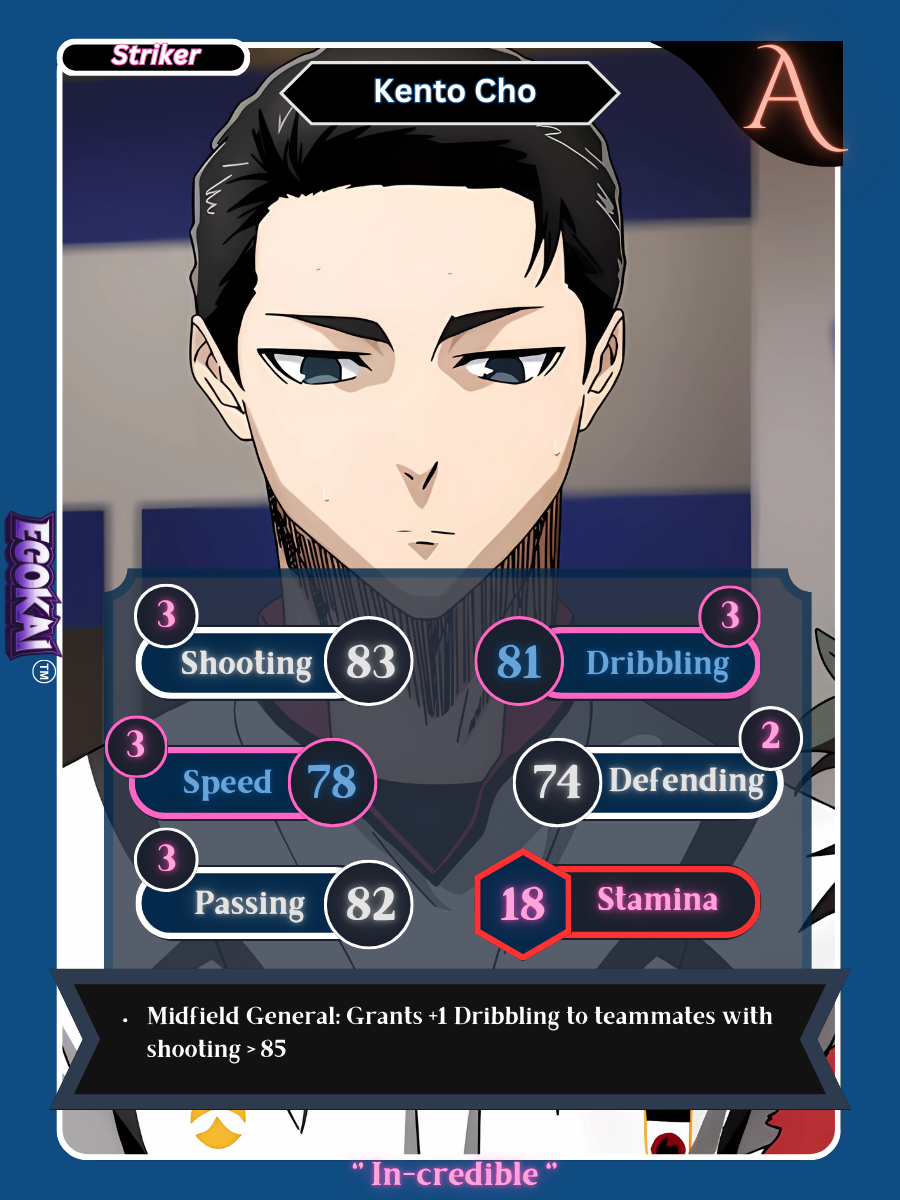 Striker
Kento Cho
A
EGOKAI
TM
3
Shooting 83
3
81 Dribbling
3
Speed 78
2
74 Defending
3
Passing 82
18 Stamina
· Midfield General: Grants +1 Dribbling to teammates with
shooting > 85
" In-credible "